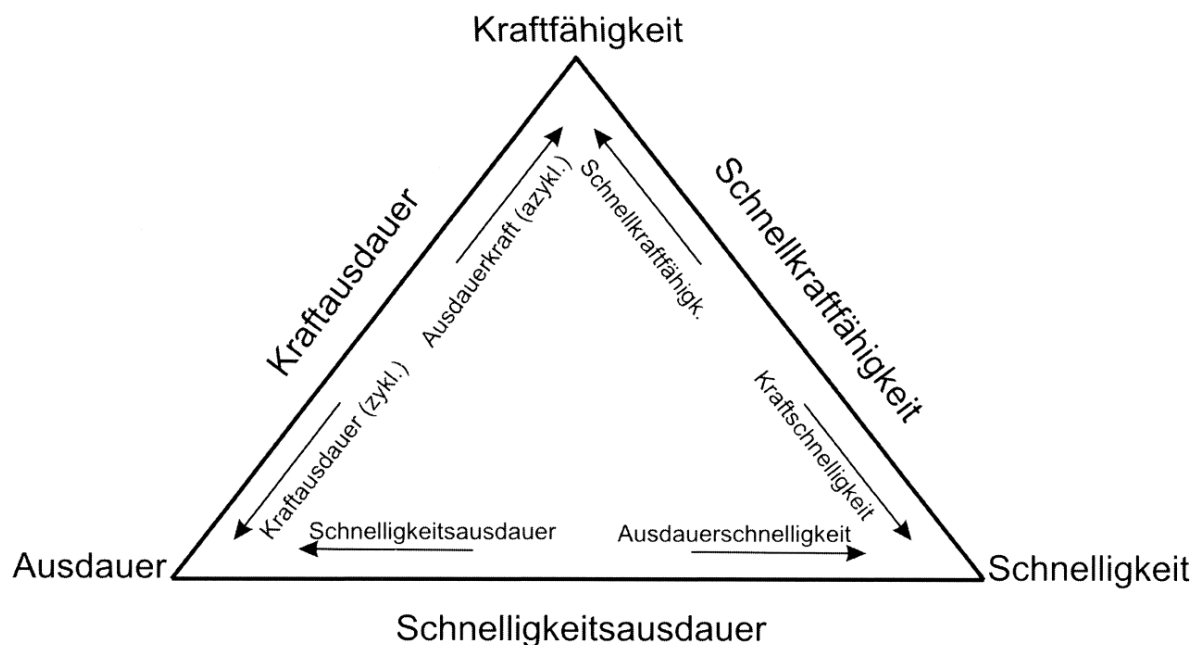 Kraftfähigkeit
Kraftausdauer
Ausdauerkraft (azykl.)
Schnellkraftfähigk.
Schnellkraftfähigkeit
Kraftausdauer (zykl.)
Kraftschnelligkeit
Schnelligkeitsausdauer
Ausdauerschnelligkeit
Ausdauer
Schnelligkeit
Schnelligkeitsausdauer